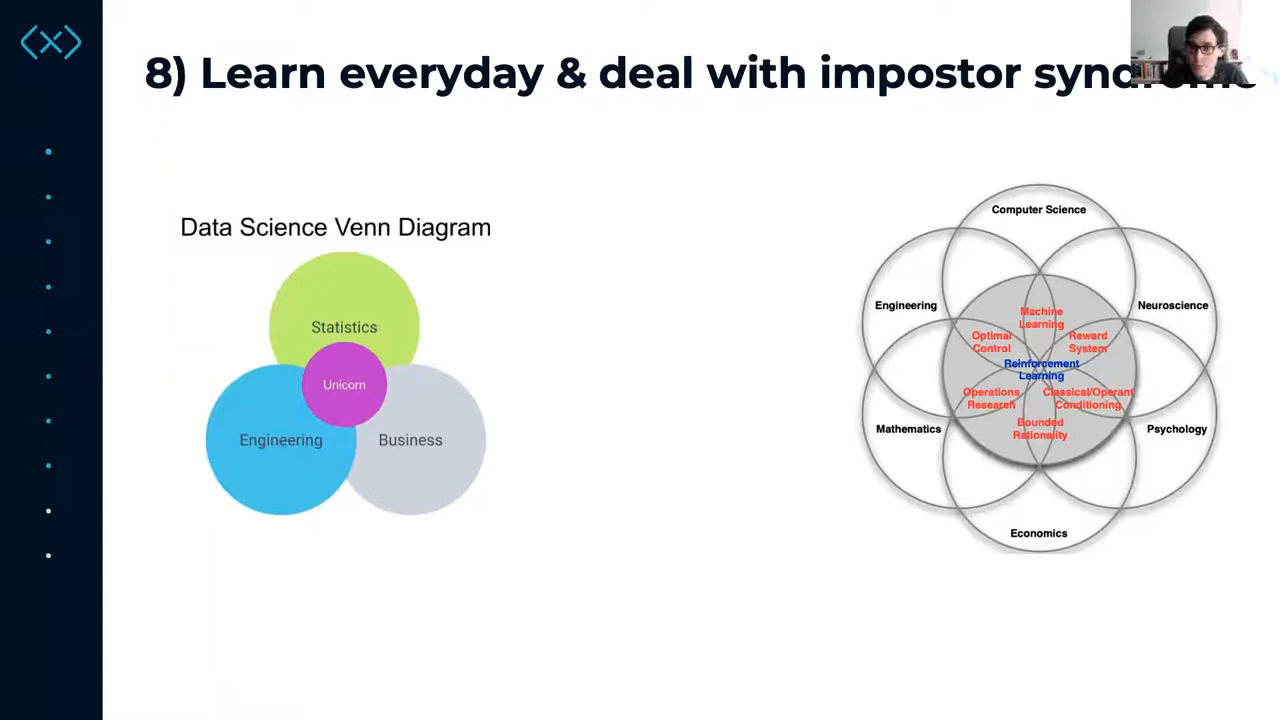 8) Learn everyday & deal with impostor syndrome
Data Science Venn Diagram
Statistics
Unicorn
Engineering
Business
Computer Science
Engineering
Neuroscience
Machine
Learning
Optimal
Control
Reward
System
Reinforcement
Learning
Operations
Research
Classical/Operant
Conditioning
Bounded
Rationality
Mathematics
Psychology
Economics